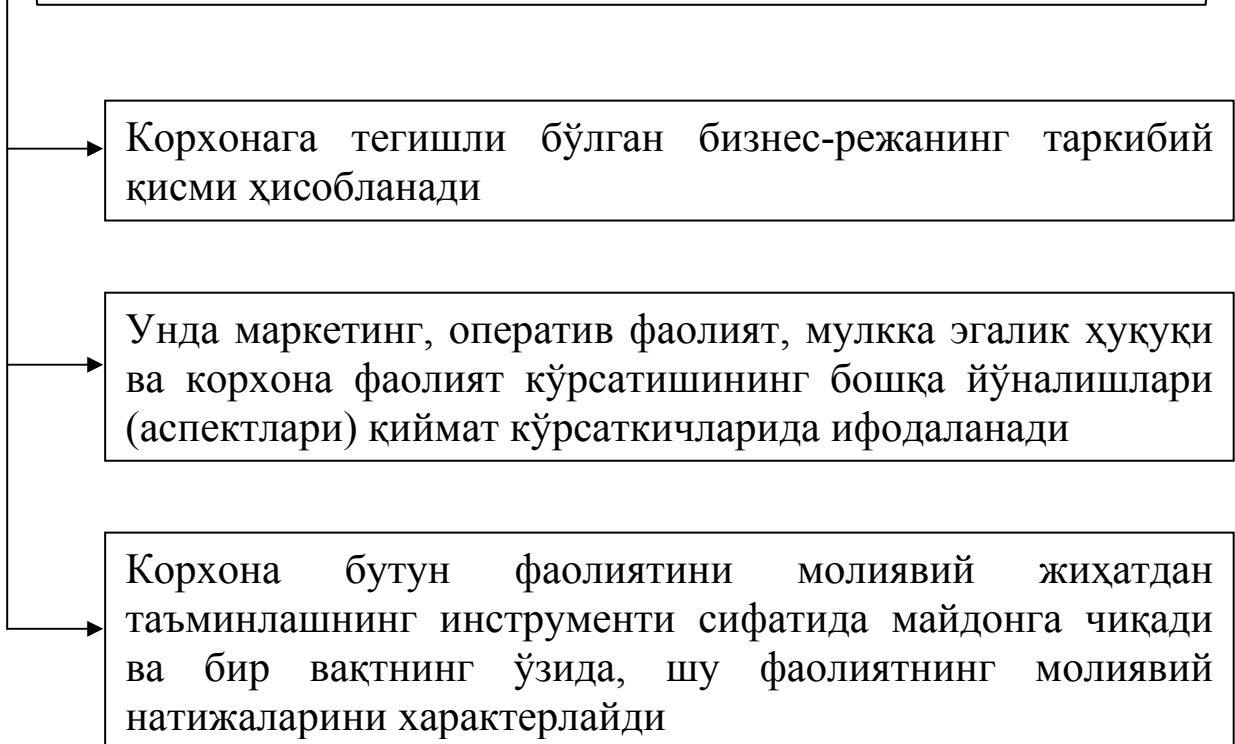 Корхонага тегишли бўлган бизнес-режанинг таркибий
қисми ҳисобланади
Унда маркетинг, оператив фаолият, мулкка эгалик ҳуқуқи
ва корхона фаолият кўрсатишининг бошқа йўналишлари
(аспектлари) қиймат кўрсаткичларида ифодаланади
Корхона бутун фаолиятини молиявий жиҳатдан
таъминлашнинг инструменти сифатида майдонга чиқади
ва бир вақтнинг ўзида, шу фаолиятнинг молиявий
натижаларини характерлайди